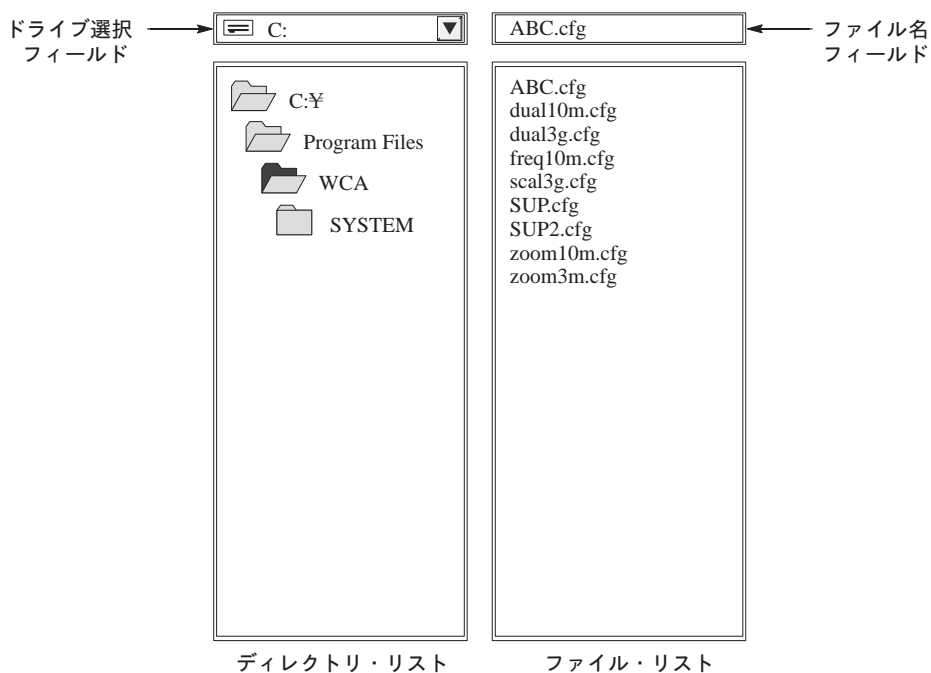 ドライブ選択
フィールド
C:
ABC.cfg
ファイル名
フィールド
C:¥
Program Files
WCA
SYSTEM
ABC.cfg
dual10m.cfg
dual3g.cfg
freq10m.cfg
scal3g.cfg
SUP.cfg
SUP2.cfg
zoom10m.cfg
zoom3m.cfg
ディレクトリ・リスト
ファイル・リスト